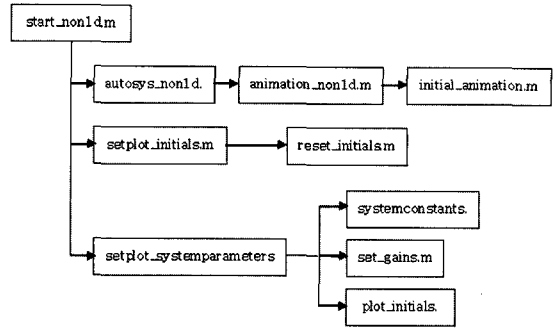 start_non1d.m
autosys_non1d.
animation_non1d.m
initial_animation.m
setplot_initials.m
reset_initials.m
systemconstants.
setplot_systemparameters
set_gains.m
plot_initials.